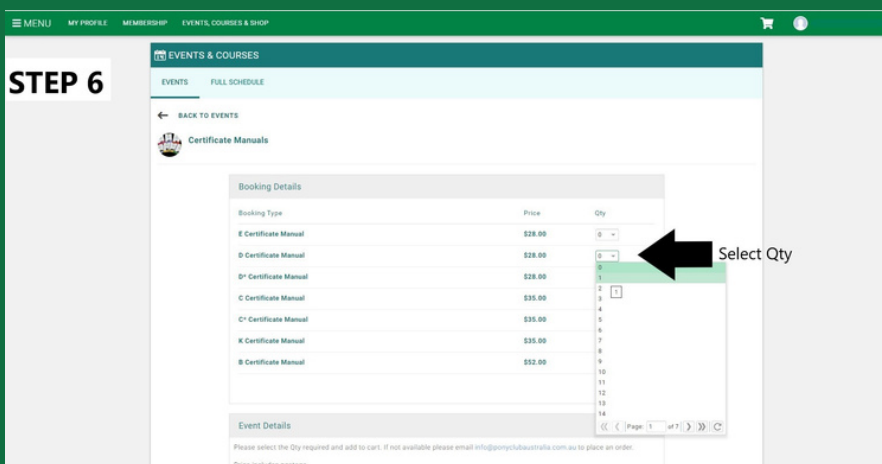 MENU MY PROFILE MEMBERSHIP EVENTS, COURSES & SHOP
STEP 6
EVENTS & COURSES
EVENTS FULL SCHEDULE
BACK TO EVENTS
Certificate Manuals
Booking Details
Booking Type Price Qty
E Certificate Manual $28.00 0
D Certificate Manual $28.00 0
Select Qty
D* Certificate Manual $28.00
C Certificate Manual $35.00
C* Certificate Manual $35.00
K Certificate Manual $35.00
B Certificate Manual $52.00
0
1
2
1
3
4
5
6
7
8
9
10
11
12
13
14
Page: 1 of 7
Event Details
Please select the Qty required and add to cart. If not available please email info@ponyclubaustralia.com.au to place an order.
Price includes postage